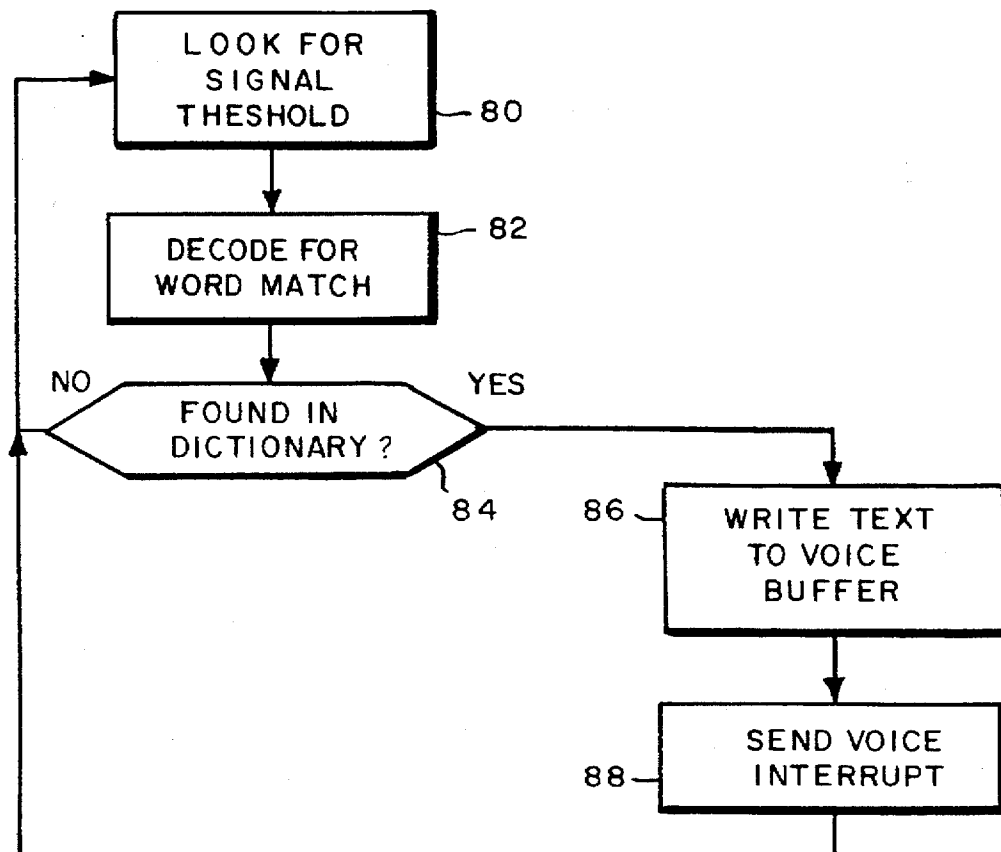 LOOK FOR
SIGNAL
THESHOLD
80
DECODE FOR
WORD MATCH
82
NO
YES
FOUND IN
DICTIONARY ?
84
86
WRITE TEXT
TO VOICE
BUFFER
SEND VOICE
INTERRUPT
88